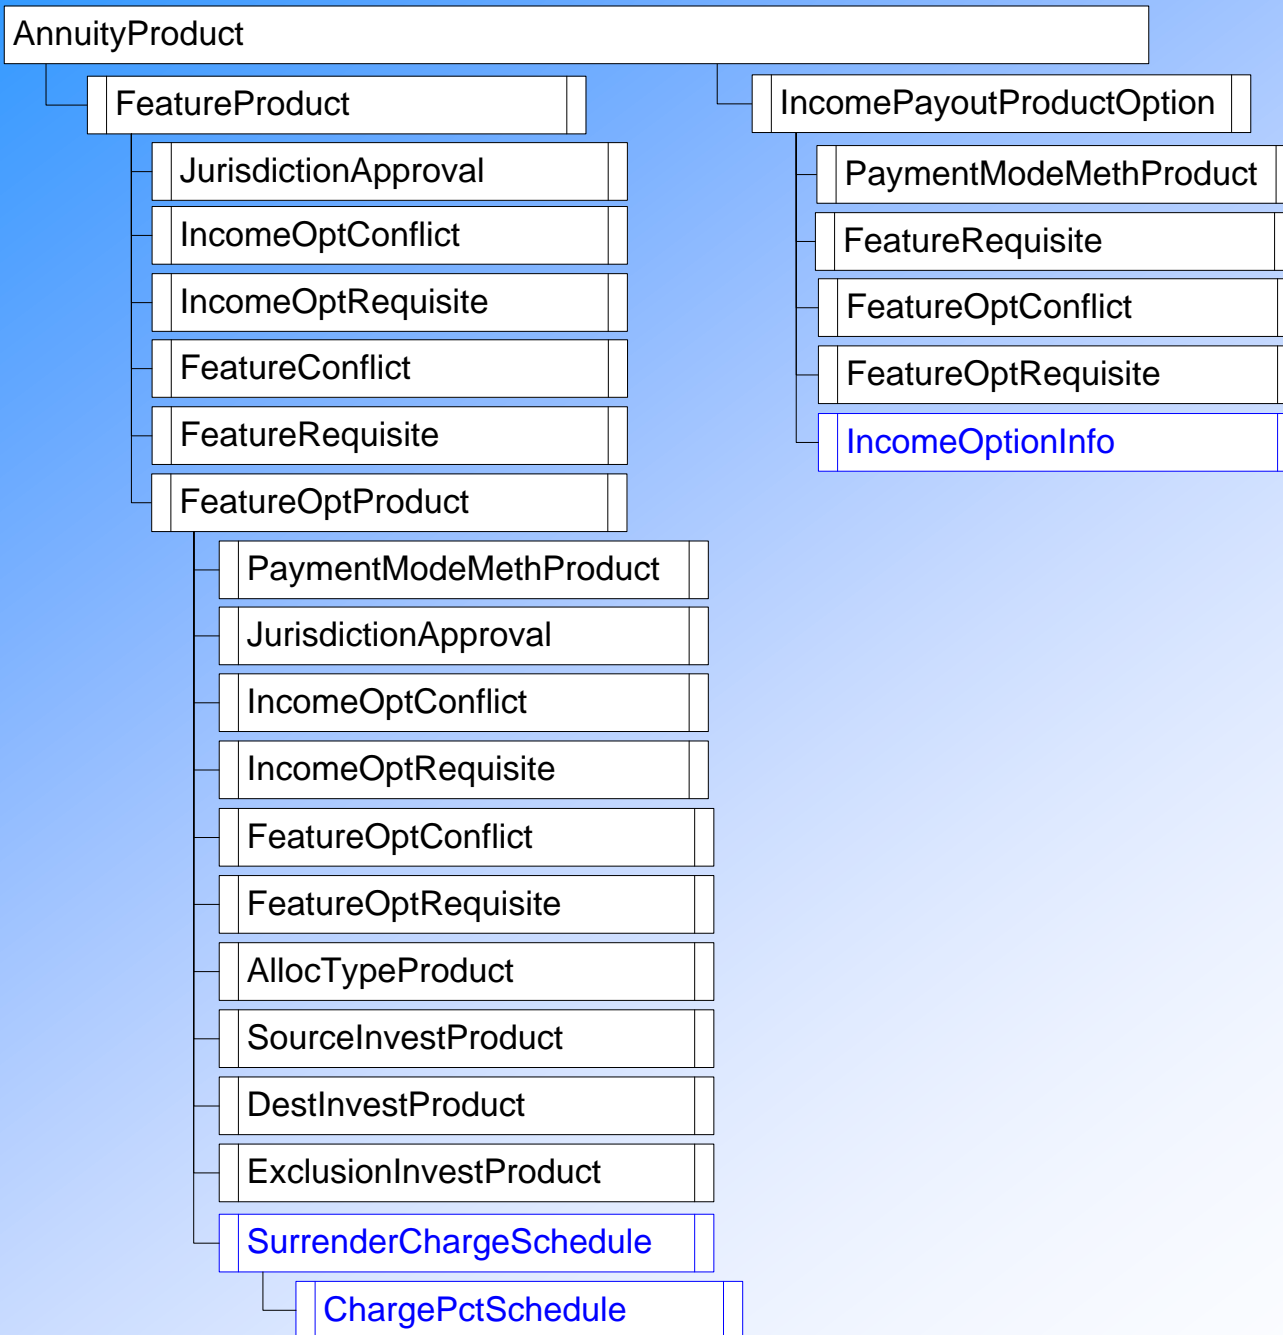 AnnuityProduct
FeatureProduct
JurisdictionApproval
IncomeOptConflict
IncomeOptRequisite
FeatureConflict
FeatureRequisite
FeatureOptProduct
PaymentModeMethProduct
JurisdictionApproval
IncomeOptConflict
IncomeOptRequisite
FeatureOptConflict
FeatureOptRequisite
AllocTypeProduct
SourceInvestProduct
DestInvestProduct
ExclusionInvestProduct
SurrenderChargeSchedule
ChargePctSchedule
IncomePayoutProductOption
PaymentModeMethProduct
FeatureRequisite
FeatureOptConflict
FeatureOptRequisite
IncomeOptionInfo